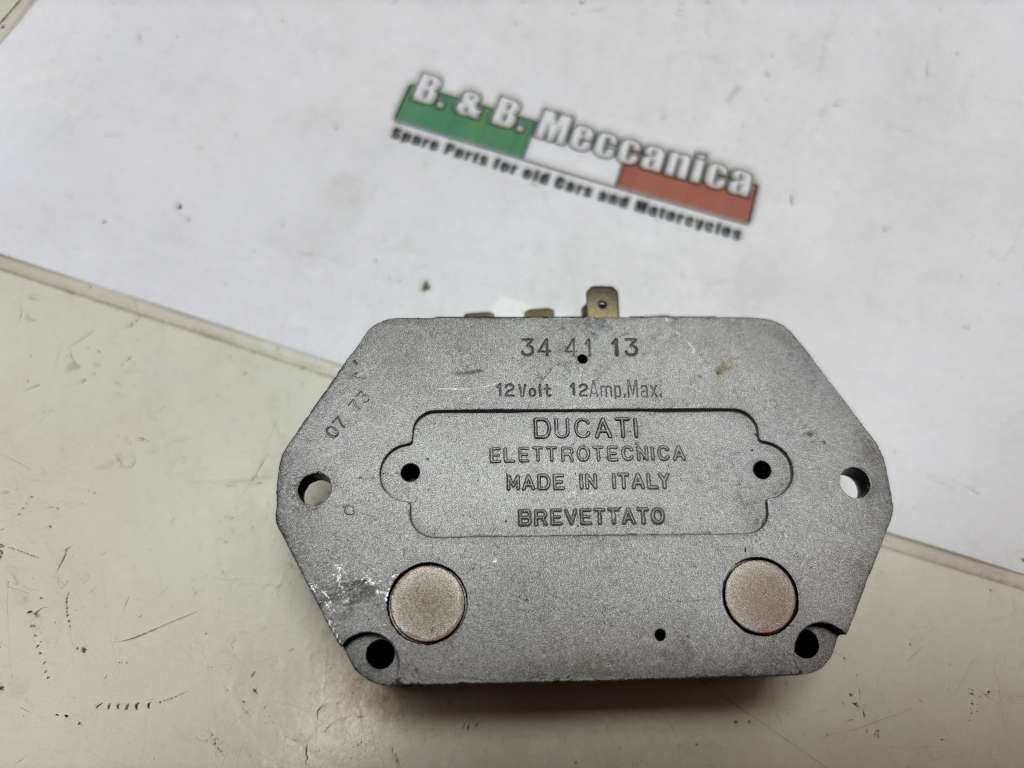 B. & B. Meccanica
Spare Parts for old Cars and Motorcycles
34 41 13
12Volt 12Amp.Max.
07 73
DUCATI
ELETTROTECNICA
MADE IN ITALY
BREVETTATO